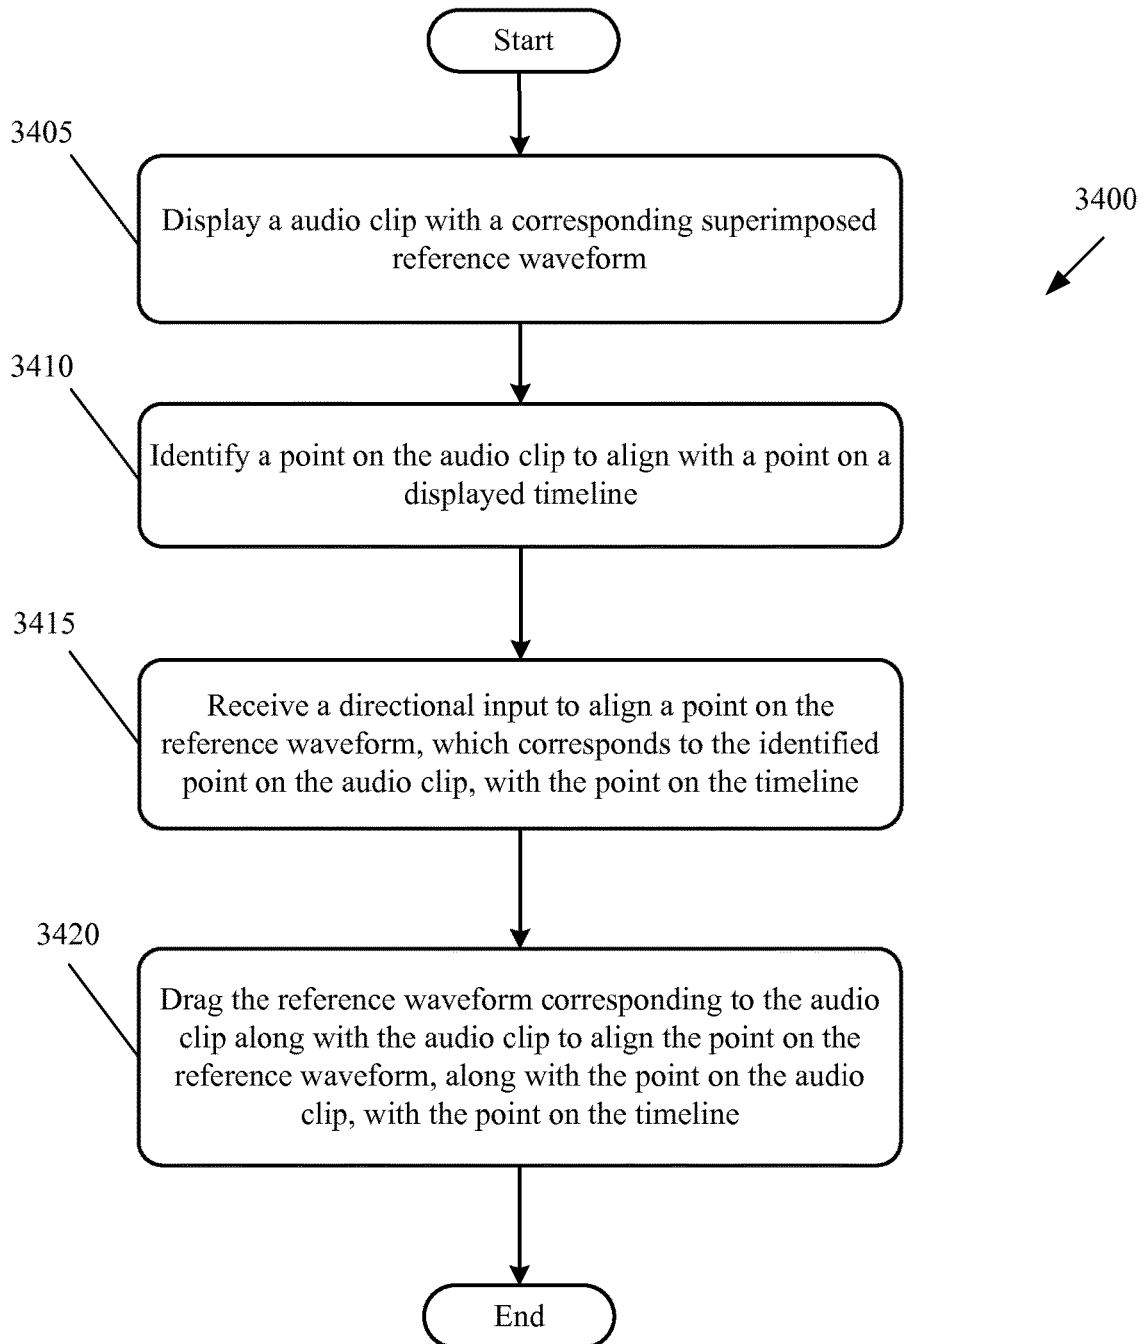 Start
3405
3400
Display a audio clip with a corresponding superimposed
reference waveform
3410
Identify a point on the audio clip to align with a point on a
displayed timeline
3415
Receive a directional input to align a point on the
reference waveform, which corresponds to the identified
point on the audio clip, with the point on the timeline
3420
Drag the reference waveform corresponding to the audio
clip along with the audio clip to align the point on the
reference waveform, along with the point on the audio
clip, with the point on the timeline
End